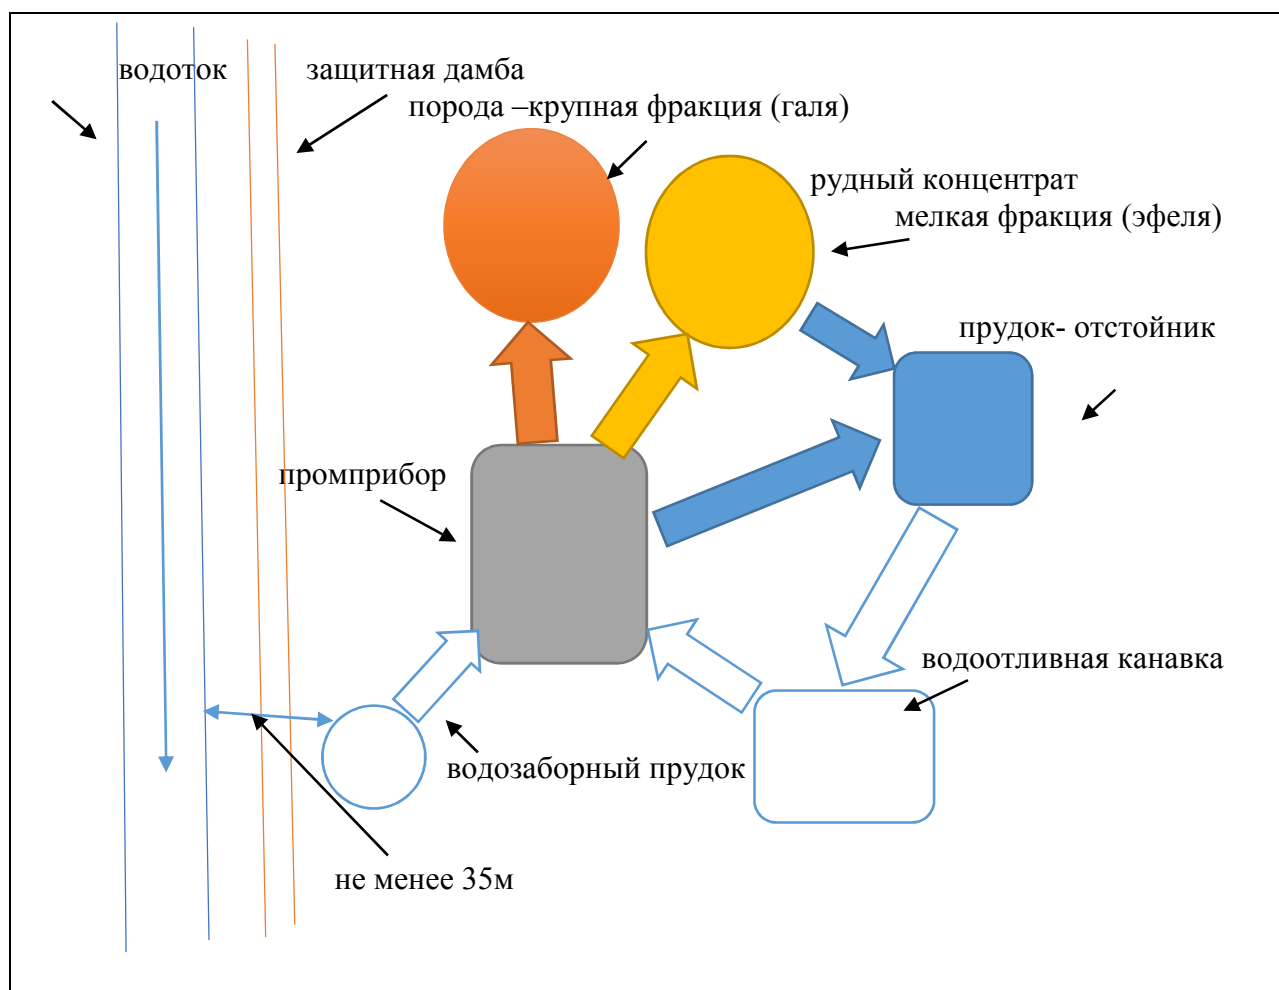 водоток
защитная дамба
порода –крупная фракция (галя)
рудный концентрат
мелкая фракция (эфеля)
прудок- отстойник
промприбор
водоотливная канавка
водозаборный прудок
не менее 35м